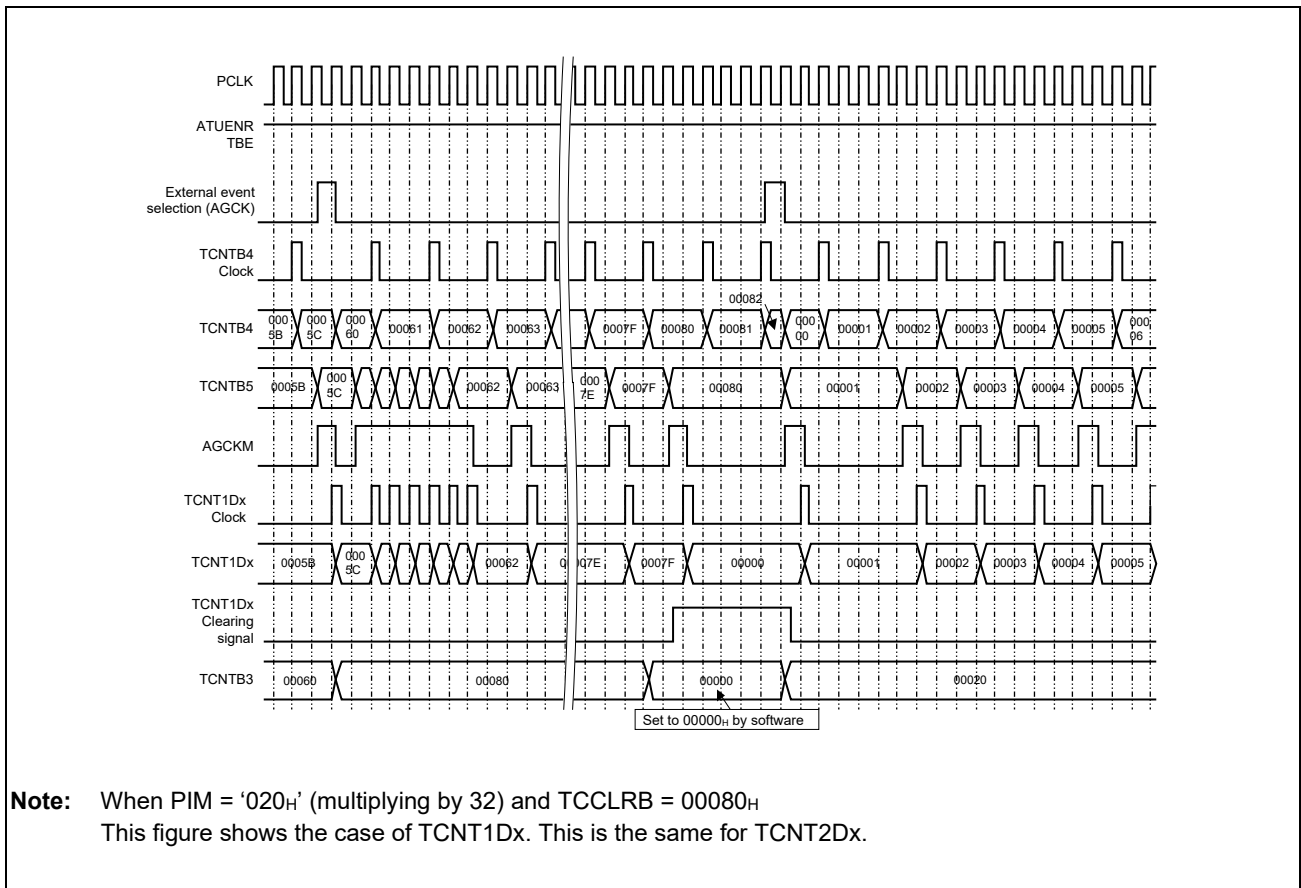 PCLK
ATUENR
TBE
External event
selection (AGCK)
TCNTB4
Clock
00082
TCNTB4
000
5B
000
5C
000
60
00061
00062
00063
0007F
00080
00081
000
00
00001
00002
00003
00004
00005
000
06
TCNTB5
0005B
000
5C
00062
00063
000
7E
0007F
00080
00001
00002
00003
00004
00005
AGCKM
TCNT1Dx
Clock
TCNT1Dx
0005B
000
5C
00062
0007E
0007F
00000
00001
00002
00003
00004
00005
TCNT1Dx
Clearing
signal
TCNTB3
00060
00080
00000
00020
Set to 00000H by software
Note: When PIM = ‘020H’ (multiplying by 32) and TCCLRB = 00080H
This figure shows the case of TCNT1Dx. This is the same for TCNT2Dx.